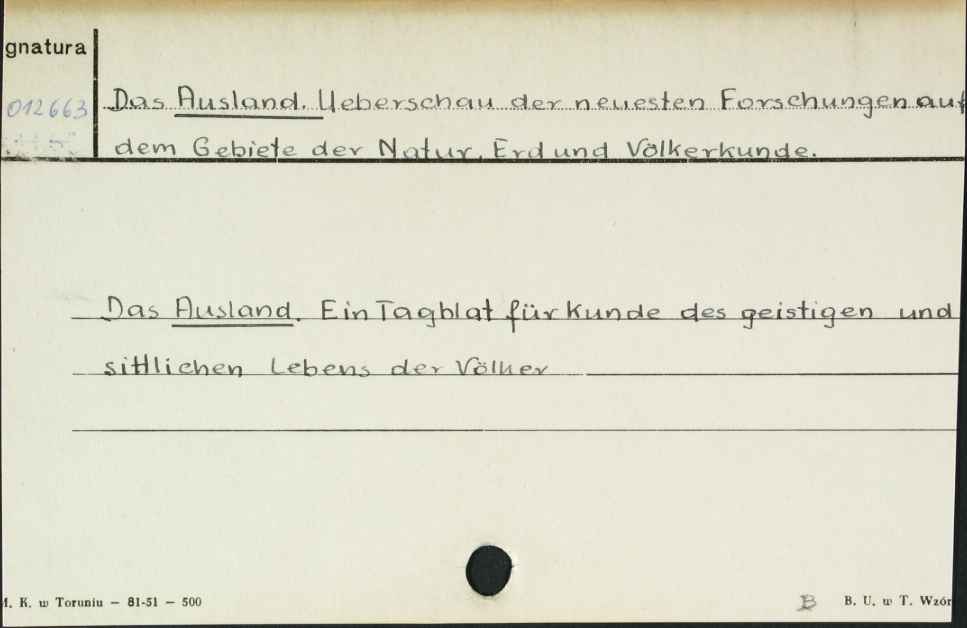 gnatura
012663
Das Ausland. Ueberschau der neuesten Forschungen auf
dem Gebiete der Natur, Erd und Völkerkunde.
Das Ausland. Ein Tagblat für Kunde des geistigen und
sittlichen Lebens der Völker
K. w Toruniu – 81-51 – 500
B
B. U. w T. Wzór